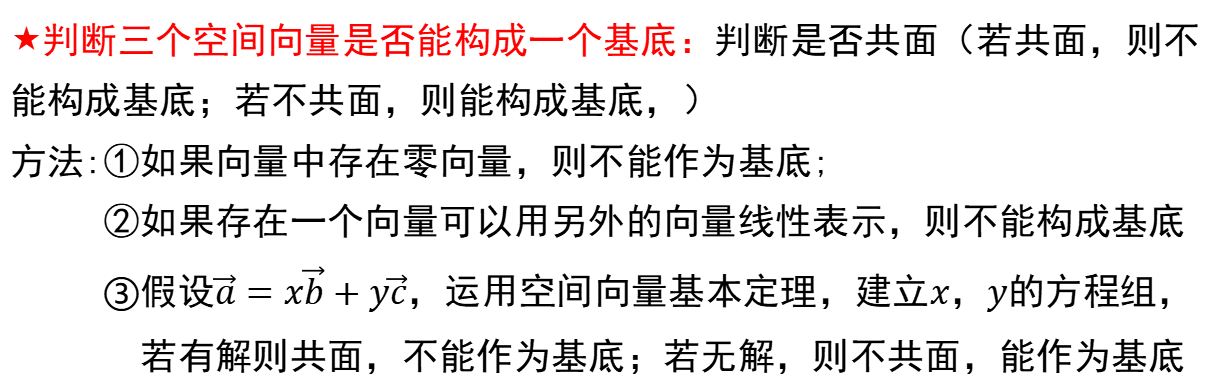 ★判断三个空间向量是否能构成一个基底：判断是否共面（若共面，则不
能构成基底；若不共面，则能构成基底，）
方法:①如果向量中存在零向量，则不能作为基底;
②如果存在一个向量可以用另外的向量线性表示，则不能构成基底
③假设$\vec{a} = x\vec{b} + y\vec{c}$，运用空间向量基本定理，建立$x$，$y$的方程组，
若有解则共面，不能作为基底；若无解，则不共面，能作为基底